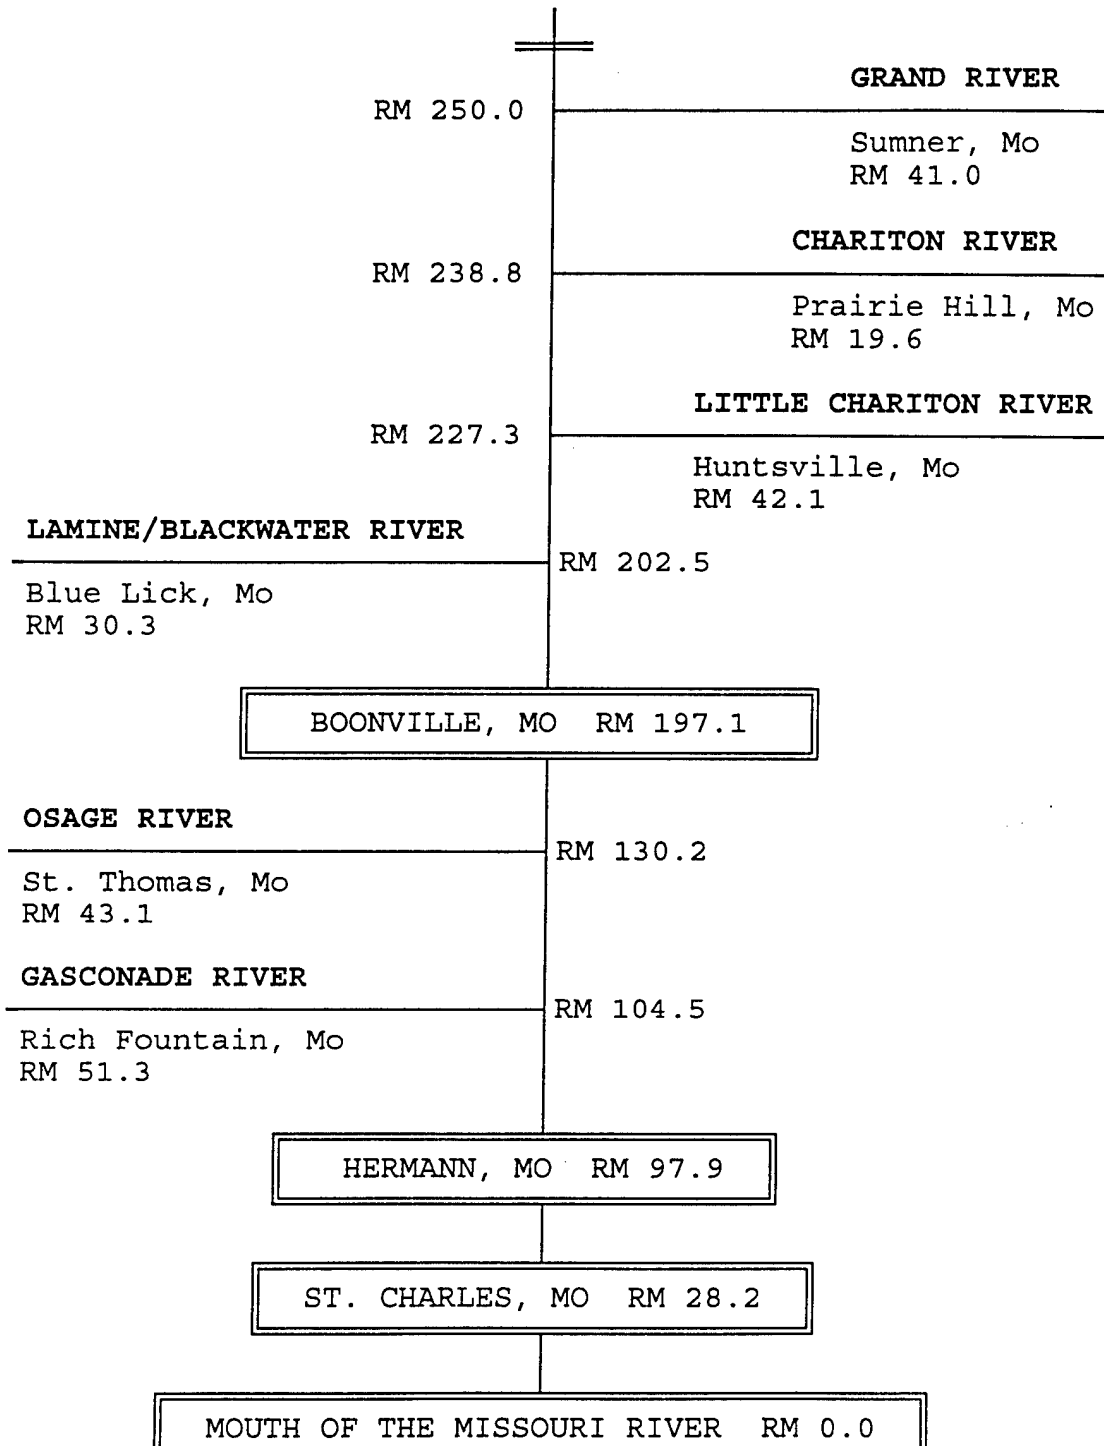 GRAND RIVER
RM 250.0
Sumner, Mo
RM 41.0
CHARITON RIVER
RM 238.8
Prairie Hill, Mo
RM 19.6
LITTLE CHARITON RIVER
RM 227.3
Huntsville, Mo
RM 42.1
LAMINE/BLACKWATER RIVER
RM 202.5
Blue Lick, Mo
RM 30.3
BOONVILLE, MO RM 197.1
OSAGE RIVER
RM 130.2
St. Thomas, Mo
RM 43.1
GASCONADE RIVER
RM 104.5
Rich Fountain, Mo
RM 51.3
HERMANN, MO RM 97.9
ST. CHARLES, MO RM 28.2
MOUTH OF THE MISSOURI RIVER RM 0.0